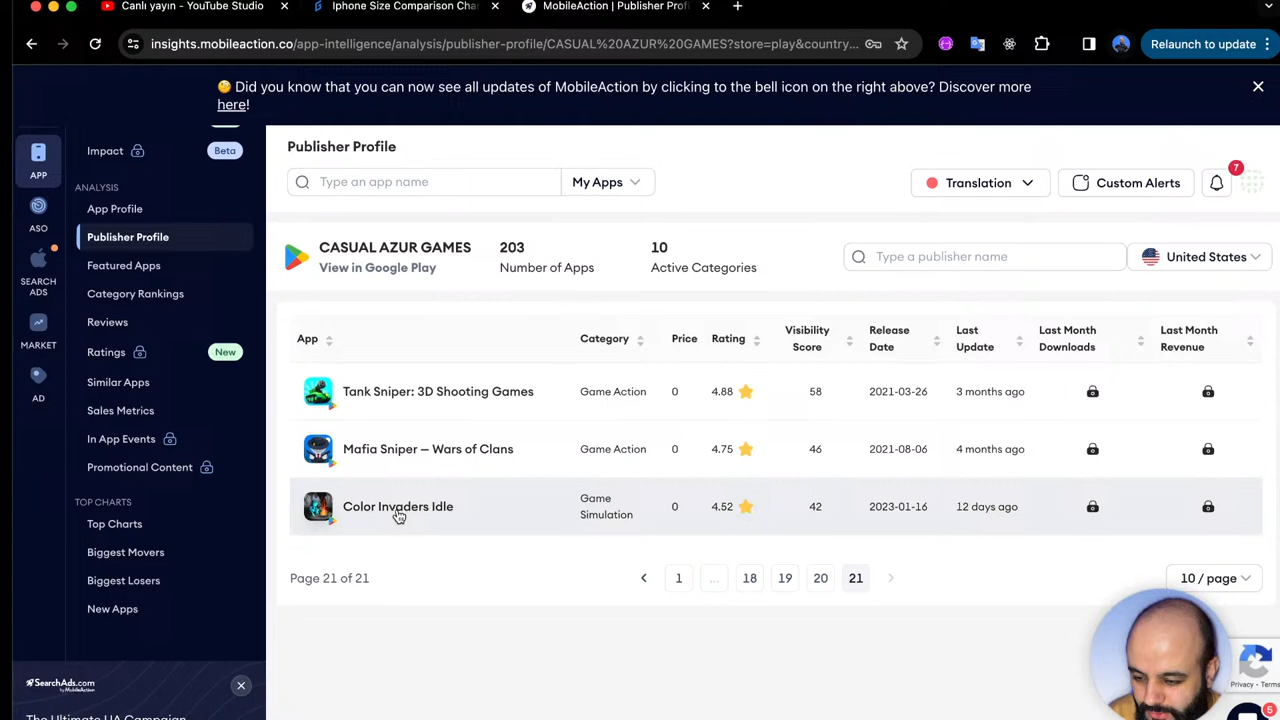 Canlı yayın - YouTube Studio
Iphone Size Comparison Cha
MobileAction | Publisher Prof
insights.mobileaction.co/app-intelligence/analysis/publisher-profile/CASUAL%20AZUR%20GAMES?store=play&country...
Relaunch to update
🤔 Did you know that you can now see all updates of MobileAction by clicking to the bell icon on the right above? Discover more
here!
APP
ASO
SEARCH
ADS
MARKET
AD
Impact
Beta
ANALYSIS
App Profile
Publisher Profile
Featured Apps
Category Rankings
Reviews
Ratings
New
Similar Apps
Sales Metrics
In App Events
Promotional Content
TOP CHARTS
Top Charts
Biggest Movers
Biggest Losers
New Apps
SearchAds.com
by MobileAction
The Ultimate UA Campaign
Publisher Profile
Type an app name
My Apps
Translation
Custom Alerts
7
CASUAL AZUR GAMES
View in Google Play
203
Number of Apps
10
Active Categories
Type a publisher name
United States
App
Category
Price
Rating
Visibility
Score
Release
Date
Last
Update
Last Month
Downloads
Last Month
Revenue
Tank Sniper: 3D Shooting Games
Game Action
0
4.88
58
2021-03-26
3 months ago
Mafia Sniper — Wars of Clans
Game Action
0
4.75
46
2021-08-06
4 months ago
Color Invaders Idle
Game
Simulation
0
4.52
42
2023-01-16
12 days ago
Page 21 of 21
1
...
18
19
20
21
10 / page
Privacy - Terms
5